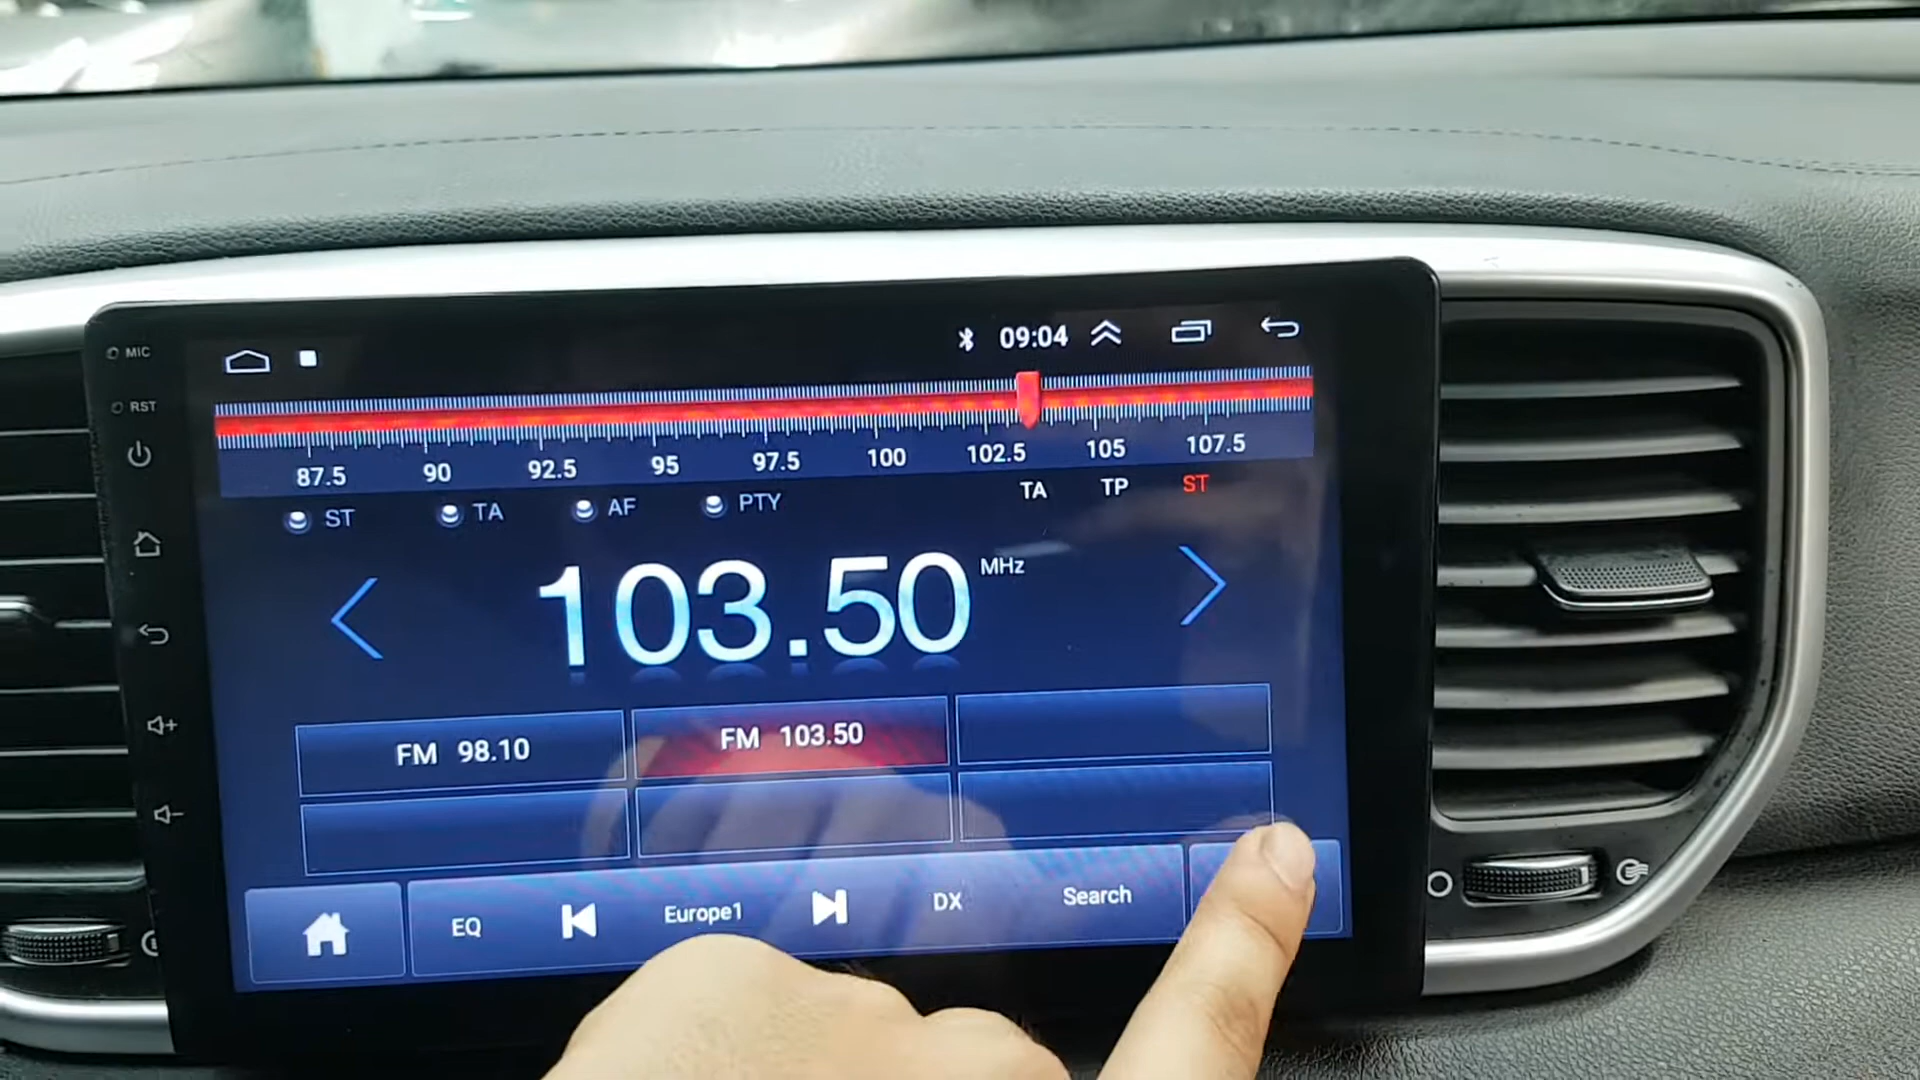 MIC
09:04
RST
87.5 90 92.5 95 97.5 100 102.5 105 107.5
ST TA AF PTY TA TP ST
103.50 MHz
FM 98.10 FM 103.50
EQ Europe1 DX Search